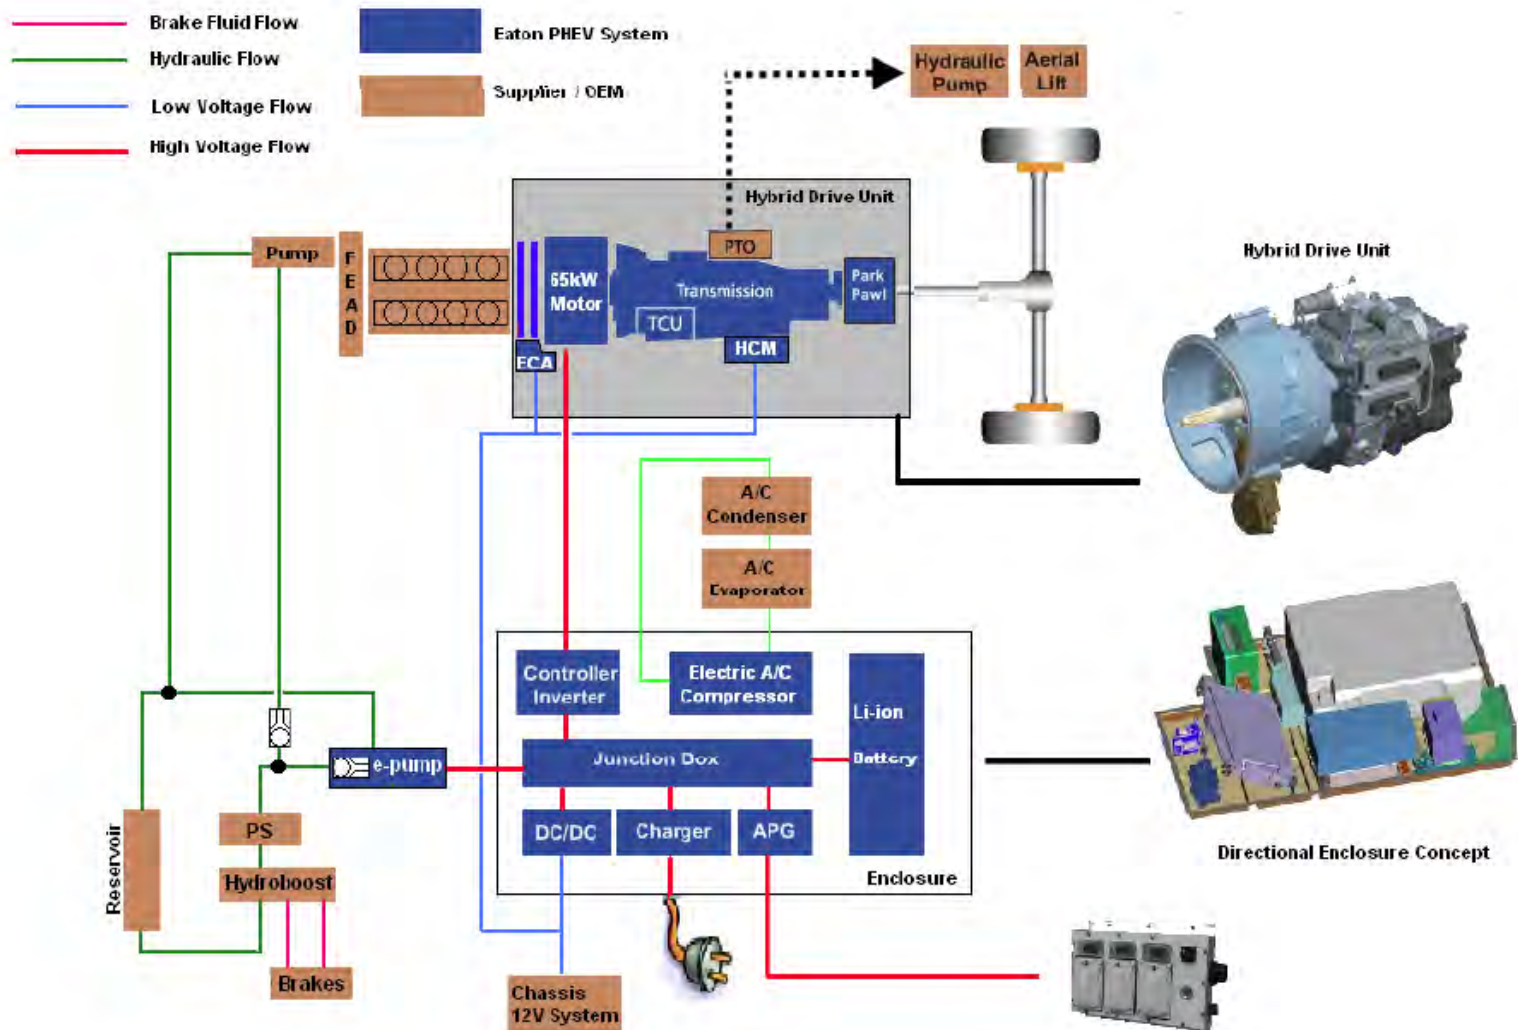 Brake Fluid Flow
Hydraulic Flow
Low Voltage Flow
High Voltage Flow
Eaton PHEV System
Supplier / OEM
Hydraulic
Pump
Aerial
Lift
Hybrid Drive Unit
Pump
F
E
A
D
65kW
Motor
PTO
Transmission
TCU
Park
Pawl
ECA
HCM
Hybrid Drive Unit
A/C
Condenser
A/C
Evaporator
Controller
Inverter
Electric A/C
Compressor
Li-ion
Battery
Junction Box
e-pump
DC/DC
Charger
APG
Enclosure
Reservoir
PS
Hydroboost
Brakes
Chassis
12V System
Directional Enclosure Concept